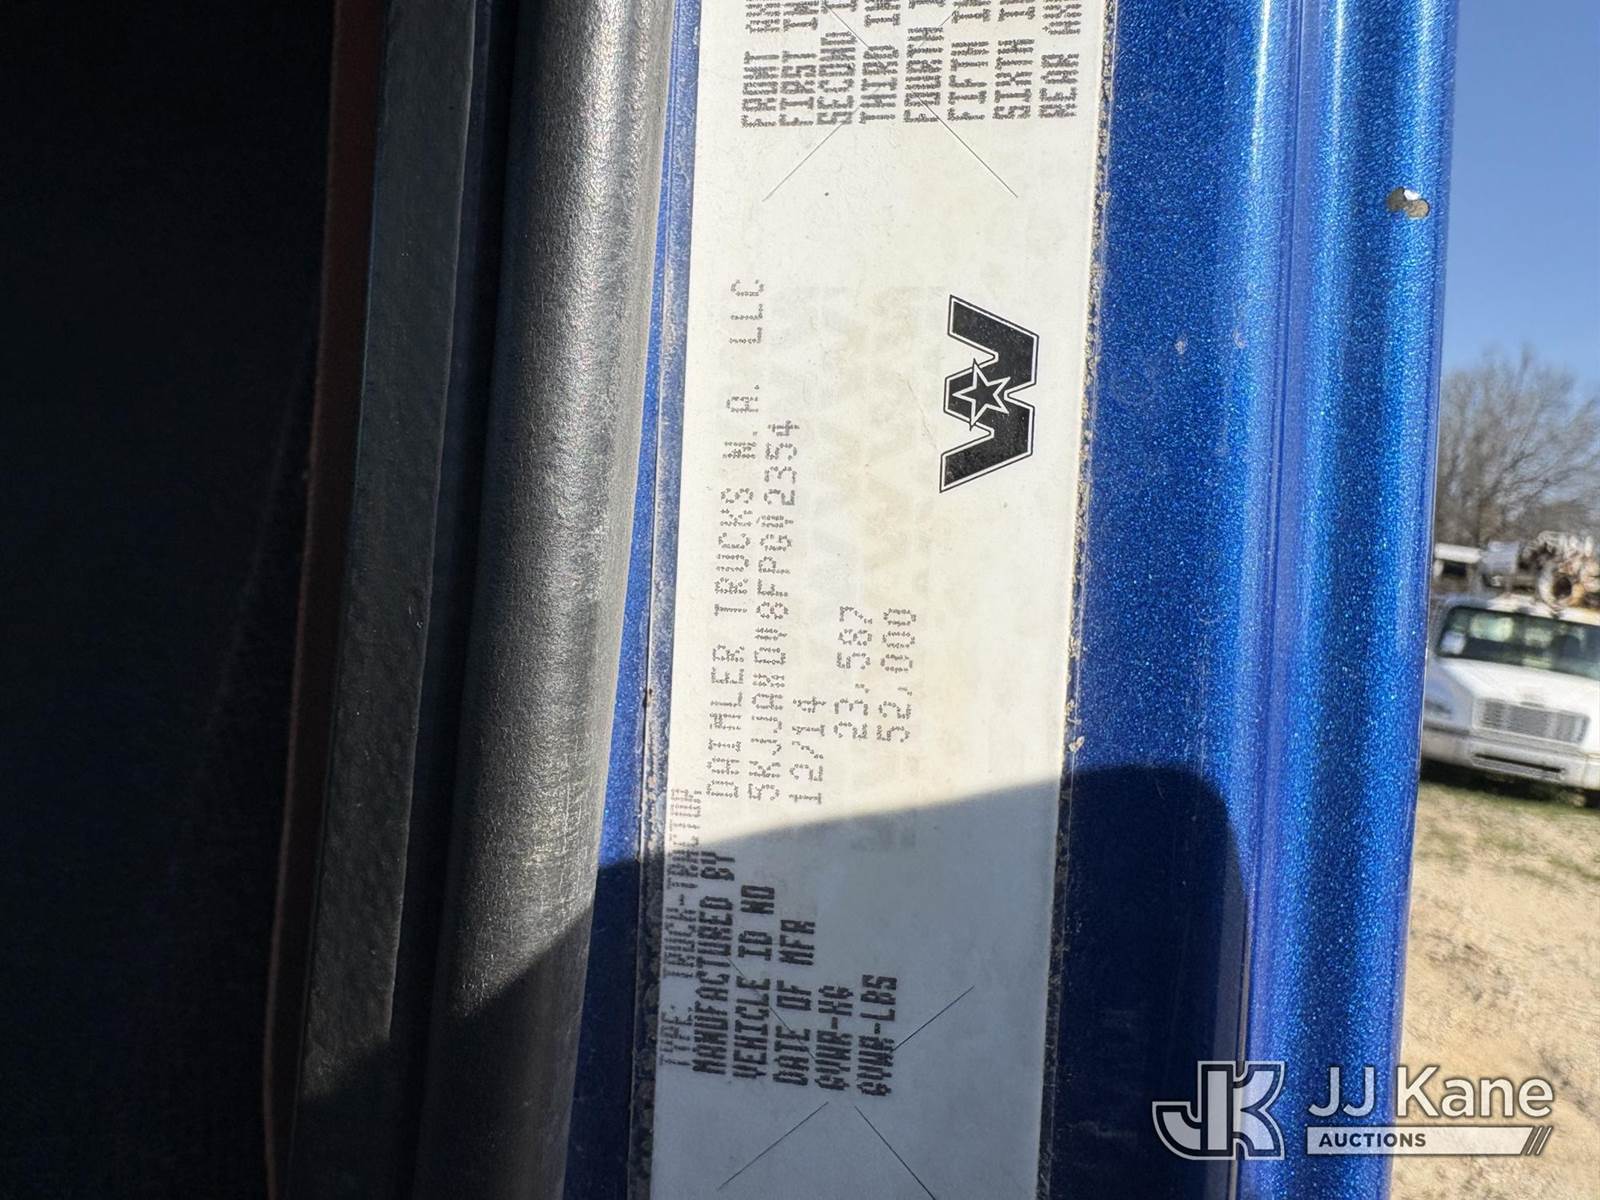 TYPE: TRUCK-TRACTOR
MANUFACTURED BY DAIMLER TRUCKS N.A. LLC
VEHICLE ID NO
DATE OF MFR 12/14
GVWR-KG 23,587
GVWR-LBS 52,000
FRONT
FIRST
SECOND
THIRD
FOURTH
FIFTH
SIXTH
REAR
W
JK JJ Kane
AUCTIONS